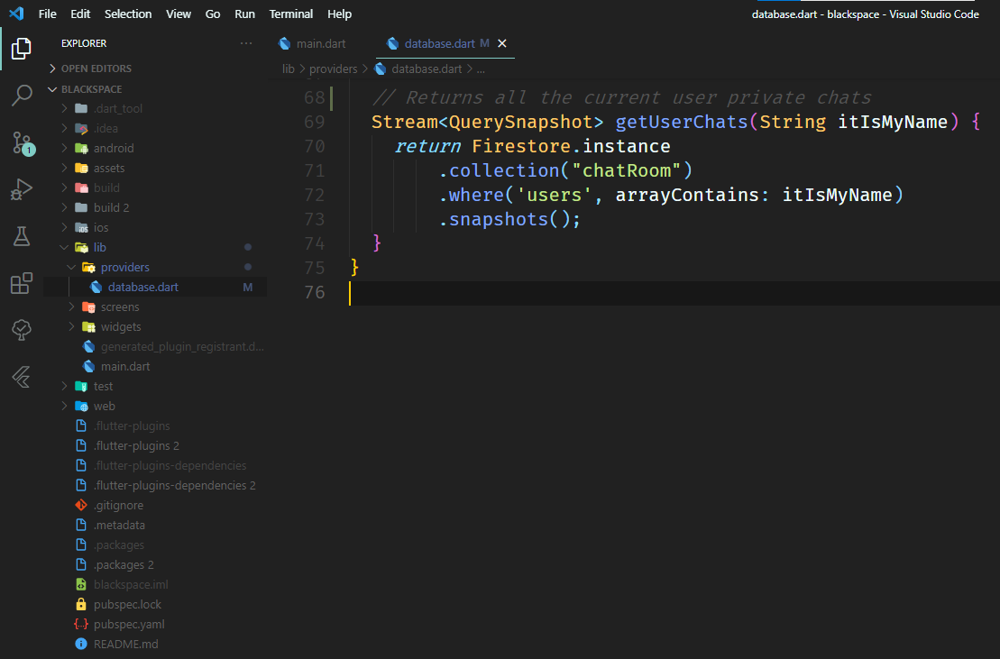 File Edit Selection View Go Run Terminal Help
database.dart - blackspace - Visual Studio Code
EXPLORER ···
OPEN EDITORS
BLACKSPACE
.dart_tool
.idea
android
assets
build
build 2
ios
lib
providers
database.dart M
screens
widgets
generated_plugin_registrant.d...
main.dart
test
web
.flutter-plugins
.flutter-plugins 2
.flutter-plugins-dependencies
.flutter-plugins-dependencies 2
.gitignore
.metadata
.packages
.packages 2
blackspace.iml
pubspec.lock
pubspec.yaml
README.md
1
main.dart
database.dart M
lib > providers > database.dart > ...
68 // Returns all the current user private chats
69 Stream<QuerySnapshot> getUserChats(String itIsMyName) {
70 return Firestore.instance
71 .collection("chatRoom")
72 .where('users', arrayContains: itIsMyName)
73 .snapshots();
74 }
75 }
76